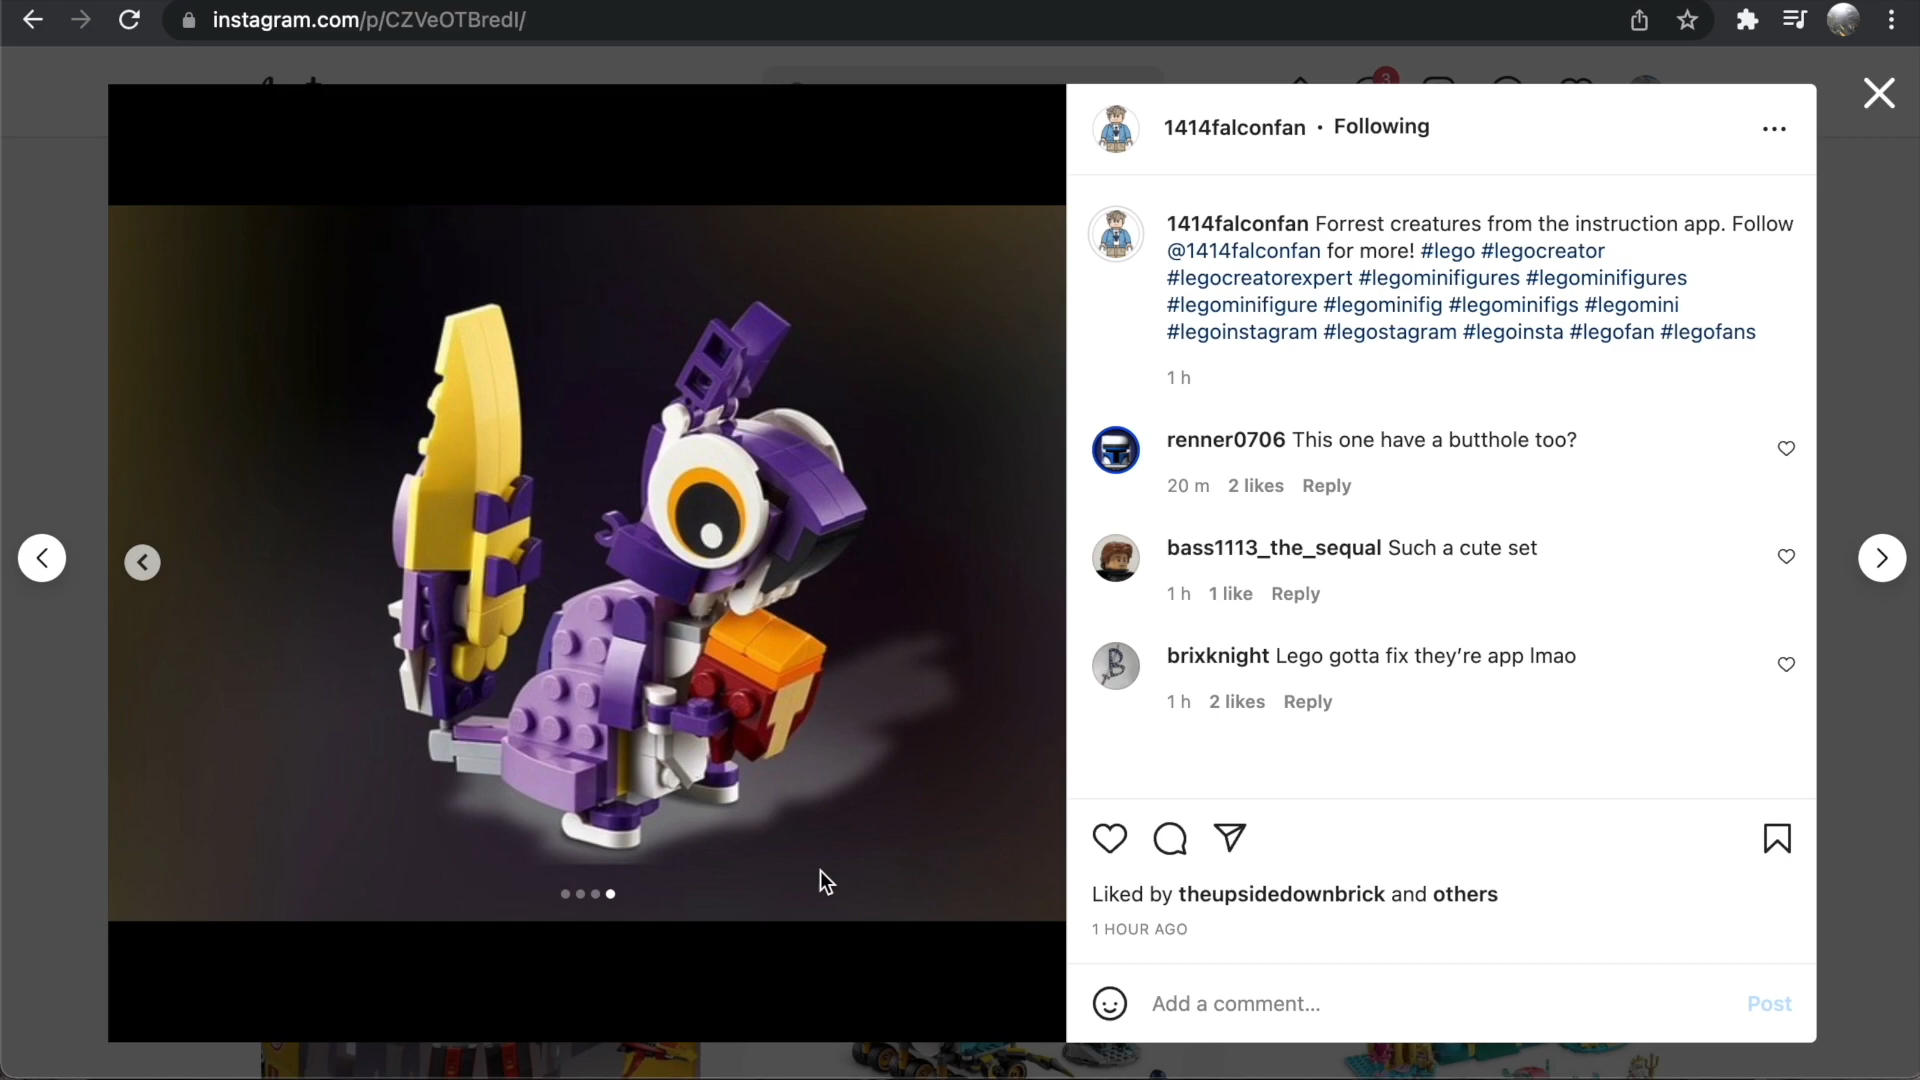 instagram.com/p/CZVeOTBredI/
3
1414falconfan • Following
1414falconfan Forrest creatures from the instruction app. Follow
@1414falconfan for more! #lego #legocreator
#legocreatorexpert #legominifigures #legominifigures
#legominifigure #legominifig #legominifigs #legomini
#legoinstagram #legostagram #legoinsta #legofan #legofans
1 h
renner0706 This one have a butthole too?
20 m 2 likes Reply
bass1113_the_sequal Such a cute set
1 h 1 like Reply
brixknight Lego gotta fix they're app lmao
1 h 2 likes Reply
Liked by theupsidedownbrick and others
1 HOUR AGO
Add a comment... Post